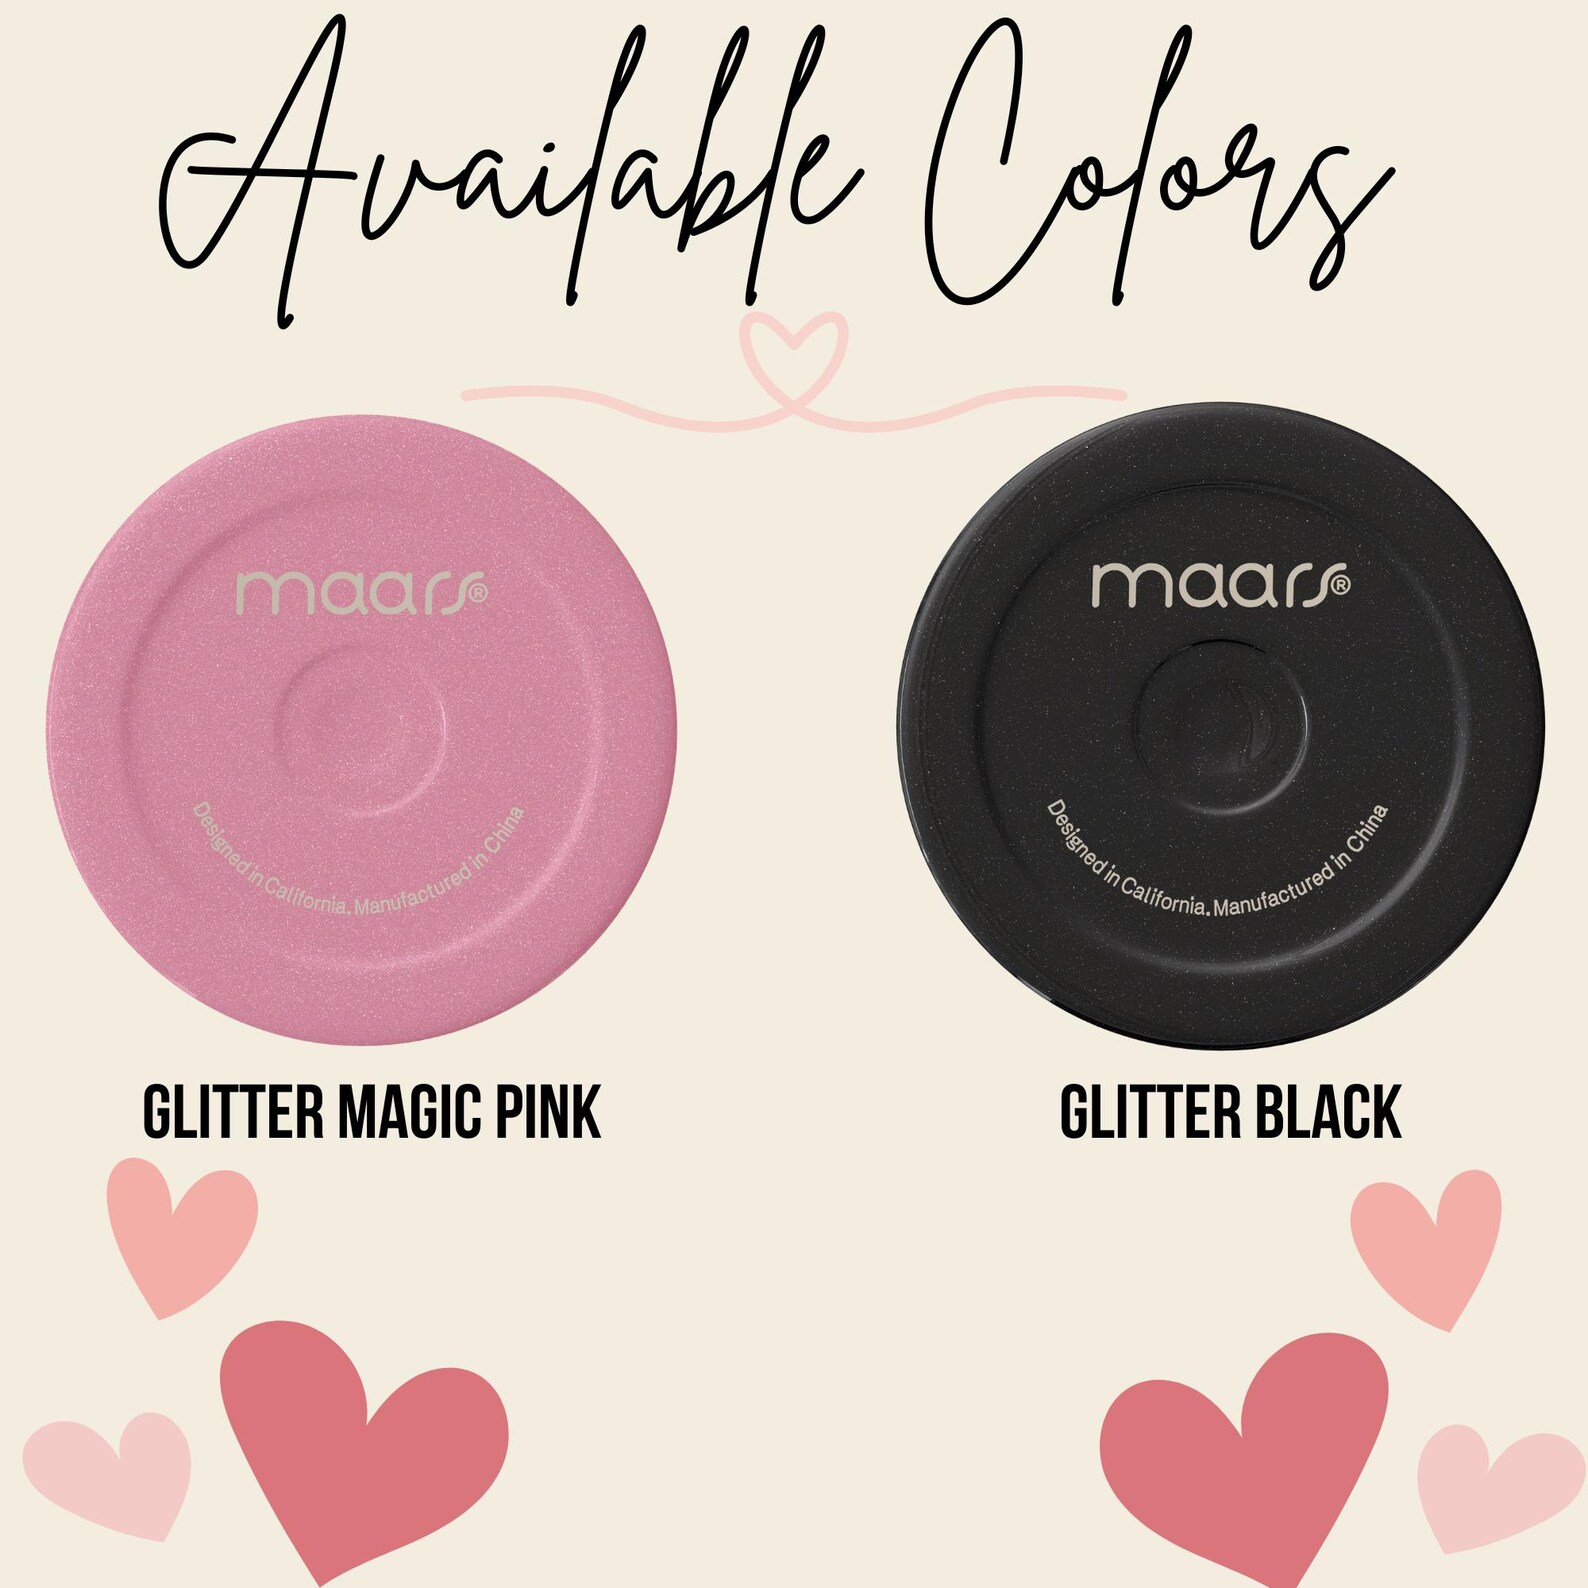 Available Colors
maars®
Designed in California. Manufactured in China
GLITTER MAGIC PINK
maars®
Designed in California. Manufactured in China
GLITTER BLACK